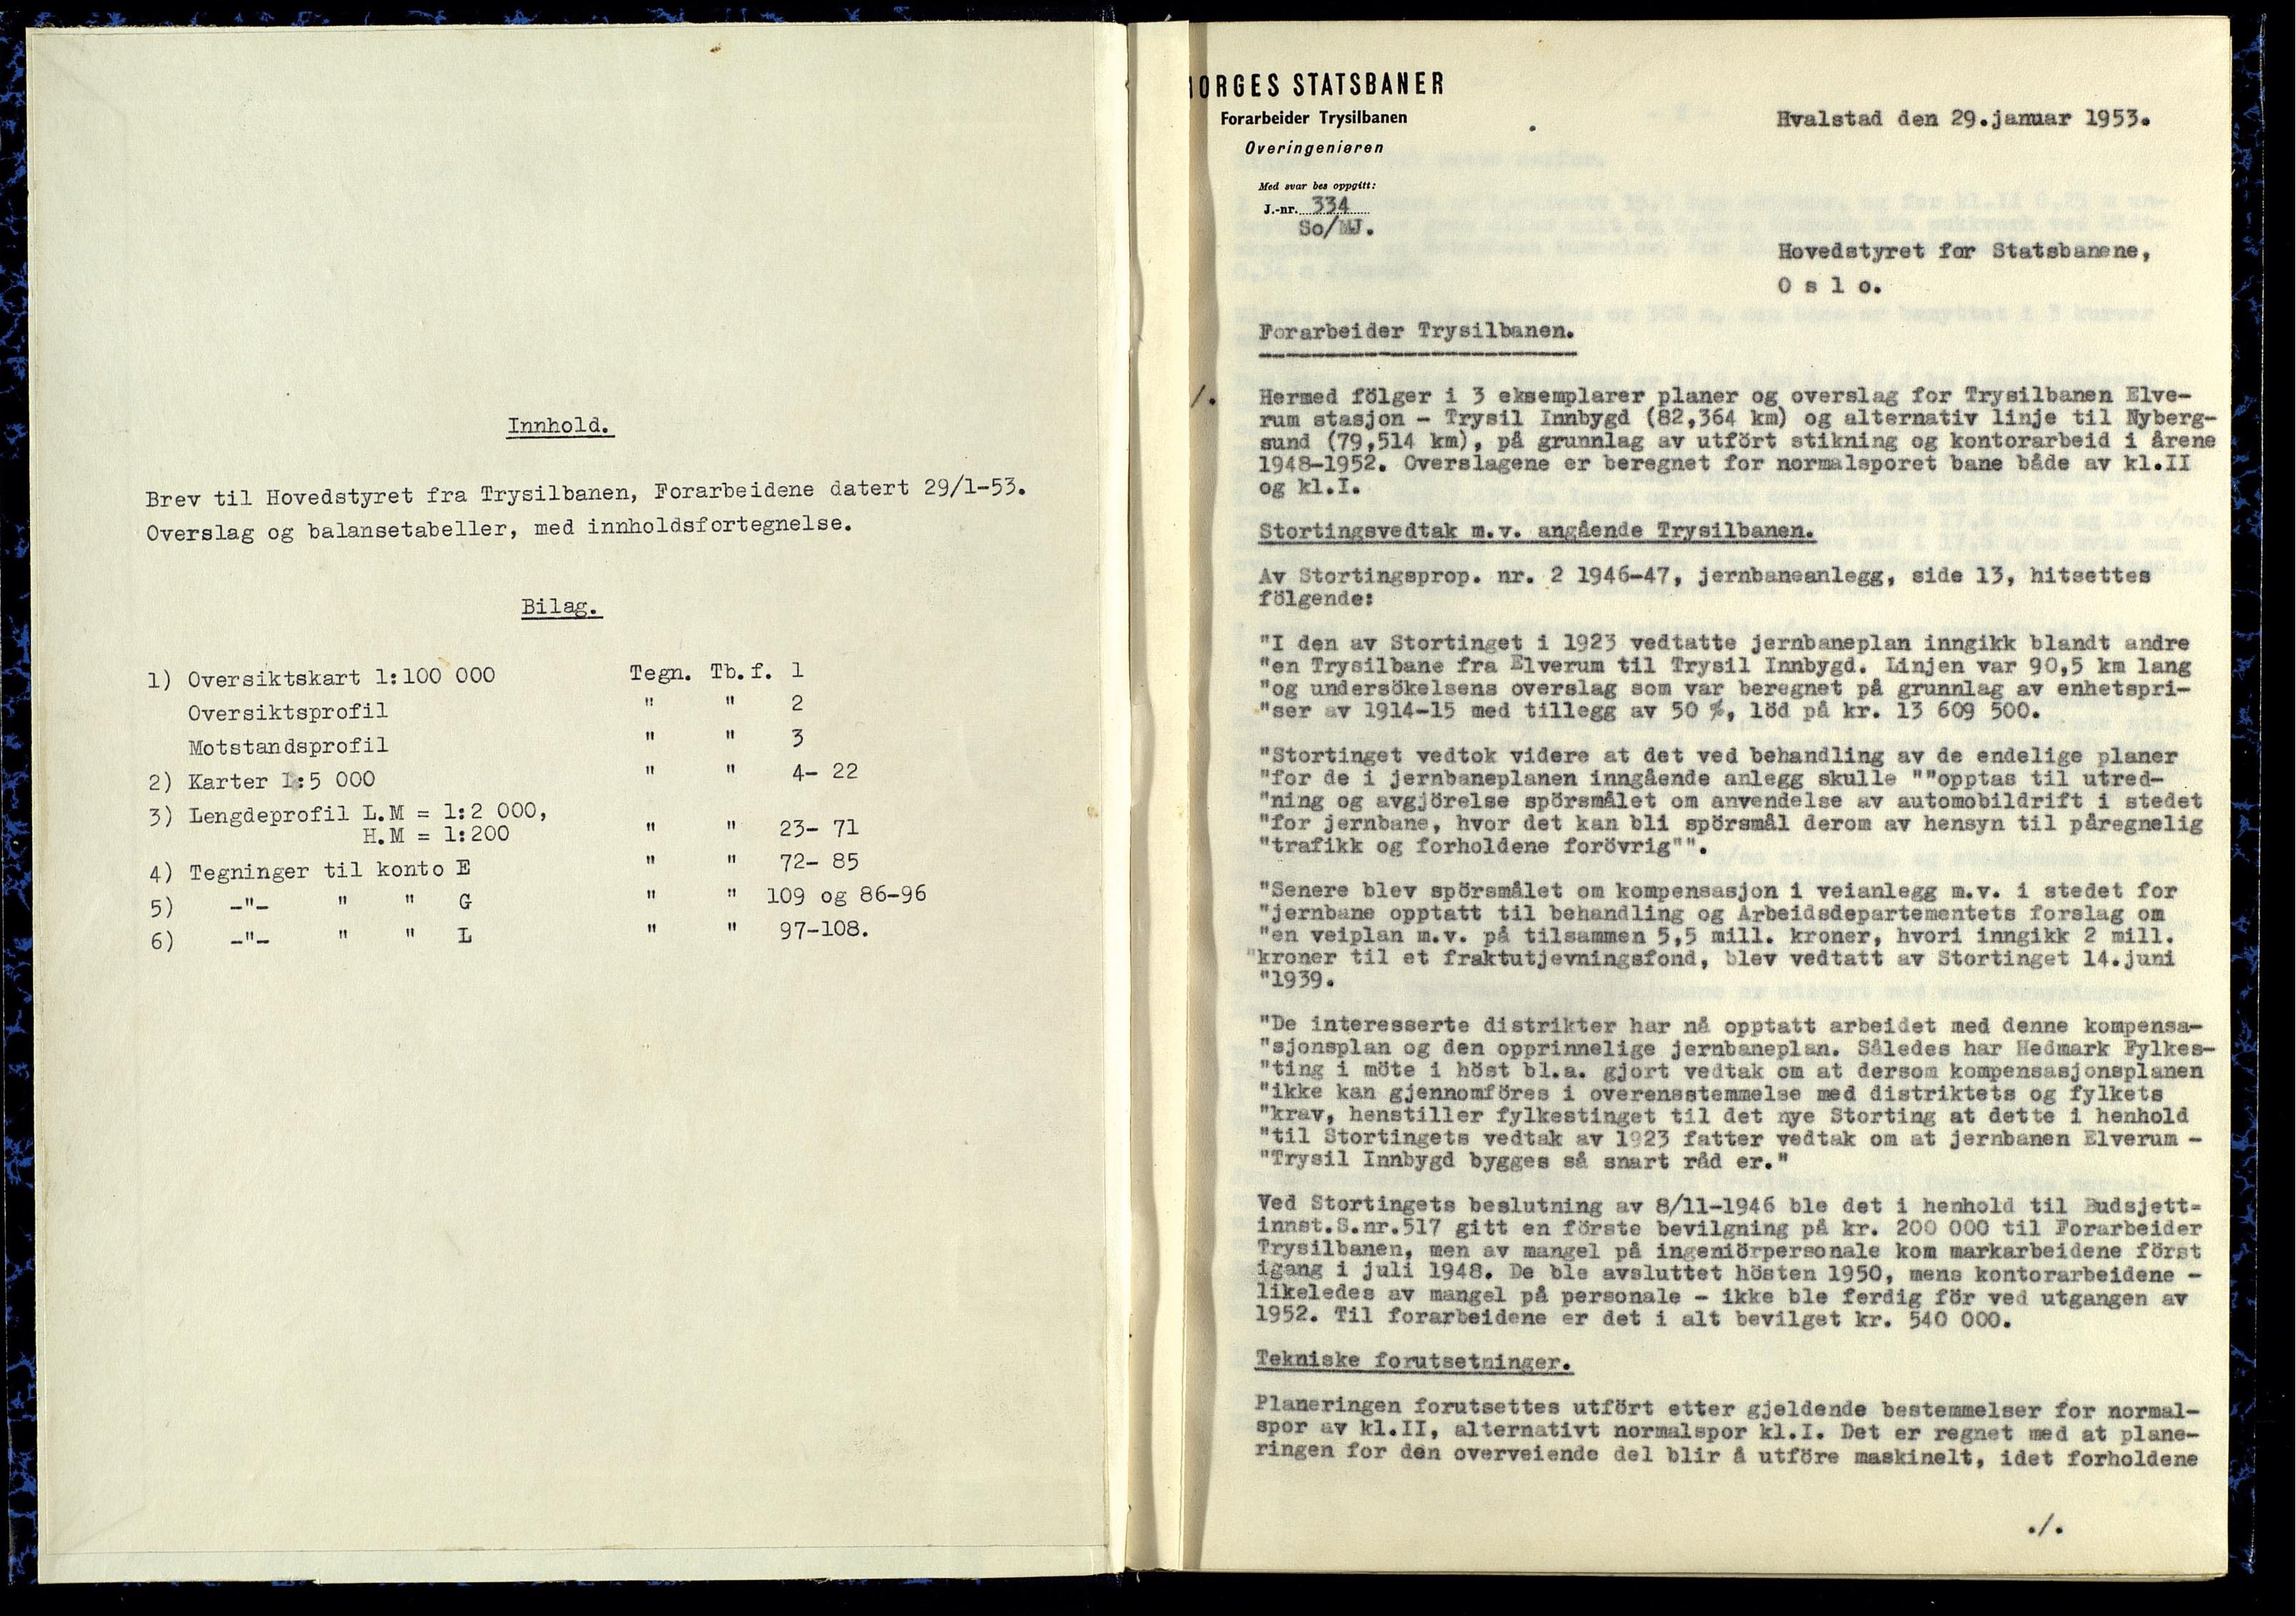 Innhold.
Brev til Hovedstyret fra Trysilbanen, Forarbeidene datert 29/1-53.
Overslag og balansetabeller, med innholdsfortegnelse.
Bilag.
1) Oversiktskart 1:100 000 Tegn. Tb.f. 1
Oversiktsprofil " " 2
Motstandsprofil " " 3
2) Karter 1:5 000 " " 4- 22
3) Lengdeprofil L.M = 1:2 000,
H.M = 1:200 " " 23- 71
4) Tegninger til konto E " " 72- 85
5) -"- " " G " " 109 og 86-96
6) -"- " " L " " 97-108.
NORGES STATSBANER
Forarbeider Trysilbanen
Overingeniøren
Med svar bes oppgitt:
J.-nr. 334
So/MJ.
Hvalstad den 29.januar 1953.
Hovedstyret for Statsbanene,
O s l o.
Forarbeider Trysilbanen.
/. Hermed fölger i 3 eksemplarer planer og overslag for Trysilbanen Elve-
rum stasjon - Trysil Innbygd (82,364 km) og alternativ linje til Nyberg-
sund (79,514 km), på grunnlag av utfört stikning og kontorarbeid i årene
1948-1952. Overslagene er beregnet for normalsporet bane både av kl.II
og kl.I.
Stortingsvedtak m.v. angående Trysilbanen.
Av Stortingsprop. nr. 2 1946-47, jernbaneanlegg, side 13, hitsettes
fölgende:
"I den av Stortinget i 1923 vedtatte jernbaneplan inngikk blandt andre
"en Trysilbane fra Elverum til Trysil Innbygd. Linjen var 90,5 km lang
"og undersökelsens overslag som var beregnet på grunnlag av enhetspri-
"ser av 1914-15 med tillegg av 50 %, löd på kr. 13 609 500.
"Stortinget vedtok videre at det ved behandling av de endelige planer
"for de i jernbaneplanen inngående anlegg skulle ""opptas til utred-
"ning og avgjörelse spörsmålet om anvendelse av automobildrift i stedet
"for jernbane, hvor det kan bli spörsmål derom av hensyn til påregnelig
"trafikk og forholdene forövrig"".
"Senere blev spörsmålet om kompensasjon i veianlegg m.v. i stedet for
"jernbane opptatt til behandling og Arbeidsdepartementets forslag om
"en veiplan m.v. på tilsammen 5,5 mill. kroner, hvori inngikk 2 mill.
"kroner til et fraktutjevningsfond, blev vedtatt av Stortinget 14.juni
"1939.
"De interesserte distrikter har nå opptatt arbeidet med denne kompensa-
"sjonsplan og den opprinnelige jernbaneplan. Således har Hedmark Fylkes-
"ting i möte i höst bl.a. gjort vedtak om at dersom kompensasjonsplanen
"ikke kan gjennomföres i overensstemmelse med distriktets og fylkets
"krav, henstiller fylkestinget til det nye Storting at dette i henhold
"til Stortingets vedtak av 1923 fatter vedtak om at jernbanen Elverum -
"Trysil Innbygd bygges så snart råd er."
Ved Stortingets beslutning av 8/11-1946 ble det i henhold til Budsjett-
innst.S.nr.517 gitt en förste bevilgning på kr. 200 000 til Forarbeider
Trysilbanen, men av mangel på ingeniörpersonale kom markarbeidene först
igang i juli 1948. De ble avsluttet hösten 1950, mens kontorarbeidene -
likeledes av mangel på personale - ikke ble ferdig för ved utgangen av
1952. Til forarbeidene er det i alt bevilget kr. 540 000.
Tekniske forutsetninger.
Planeringen forutsettes utfört etter gjeldende bestemmelser for normal-
spor av kl.II, alternativt normalspor kl.I. Det er regnet med at plane-
ringen for den overveiende del blir å utföre maskinelt, idet forholdene
./.